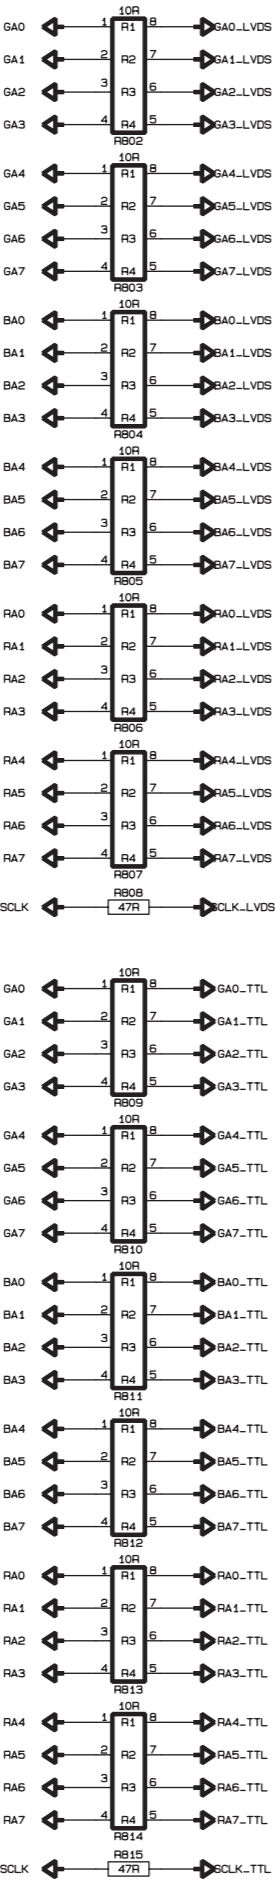 10R
GA0 1 R1 8 GA0_LVDS
GA1 2 R2 7 GA1_LVDS
GA2 3 R3 6 GA2_LVDS
GA3 4 R4 5 GA3_LVDS
R802
10R
GA4 1 R1 8 GA4_LVDS
GA5 2 R2 7 GA5_LVDS
GA6 3 R3 6 GA6_LVDS
GA7 4 R4 5 GA7_LVDS
R803
10R
BA0 1 R1 8 BA0_LVDS
BA1 2 R2 7 BA1_LVDS
BA2 3 R3 6 BA2_LVDS
BA3 4 R4 5 BA3_LVDS
R804
10R
BA4 1 R1 8 BA4_LVDS
BA5 2 R2 7 BA5_LVDS
BA6 3 R3 6 BA6_LVDS
BA7 4 R4 5 BA7_LVDS
R805
10R
RA0 1 R1 8 RA0_LVDS
RA1 2 R2 7 RA1_LVDS
RA2 3 R3 6 RA2_LVDS
RA3 4 R4 5 RA3_LVDS
R806
10R
RA4 1 R1 8 RA4_LVDS
RA5 2 R2 7 RA5_LVDS
RA6 3 R3 6 RA6_LVDS
RA7 4 R4 5 RA7_LVDS
R807
R808
SCLK 47R SCLK_LVDS
10R
GA0 1 R1 8 GA0_TTL
GA1 2 R2 7 GA1_TTL
GA2 3 R3 6 GA2_TTL
GA3 4 R4 5 GA3_TTL
R809
10R
GA4 1 R1 8 GA4_TTL
GA5 2 R2 7 GA5_TTL
GA6 3 R3 6 GA6_TTL
GA7 4 R4 5 GA7_TTL
R810
10R
BA0 1 R1 8 BA0_TTL
BA1 2 R2 7 BA1_TTL
BA2 3 R3 6 BA2_TTL
BA3 4 R4 5 BA3_TTL
R811
10R
BA4 1 R1 8 BA4_TTL
BA5 2 R2 7 BA5_TTL
BA6 3 R3 6 BA6_TTL
BA7 4 R4 5 BA7_TTL
R812
10R
RA0 1 R1 8 RA0_TTL
RA1 2 R2 7 RA1_TTL
RA2 3 R3 6 RA2_TTL
RA3 4 R4 5 RA3_TTL
R813
10R
RA4 1 R1 8 RA4_TTL
RA5 2 R2 7 RA5_TTL
RA6 3 R3 6 RA6_TTL
RA7 4 R4 5 RA7_TTL
R814
R815
SCLK 47R SCLK_TTL